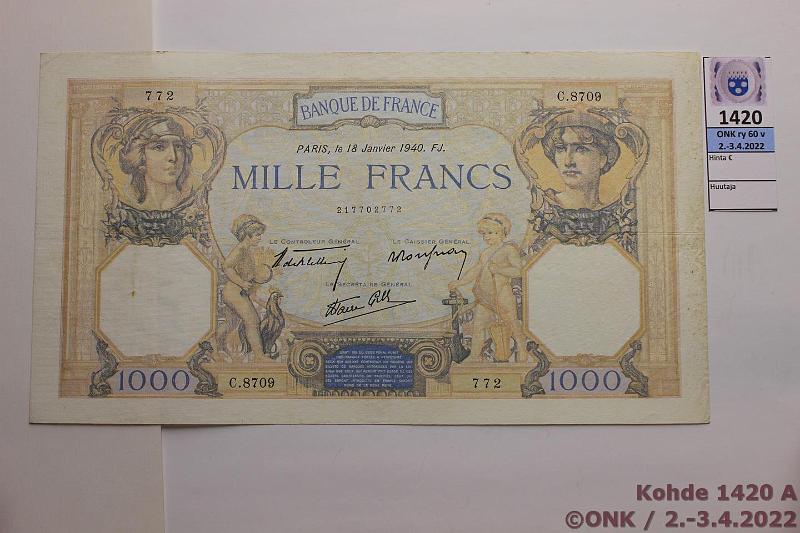 772
BANQUE DE FRANCE
C.8709
PARIS, le 18 Janvier 1940. FJ.
MILLE FRANCS
217702772
LE CONTROLEUR GÉNÉRAL
LE CAISSIER GÉNÉRAL
LE SECRÉTAIRE GÉNÉRAL
1000
C.8709
772
1000
1420
ONK ry 60 v
2.-3.4.2022
Hinta €
Huutaja
Kohde 1420 A
©ONK / 2.-3.4.2022